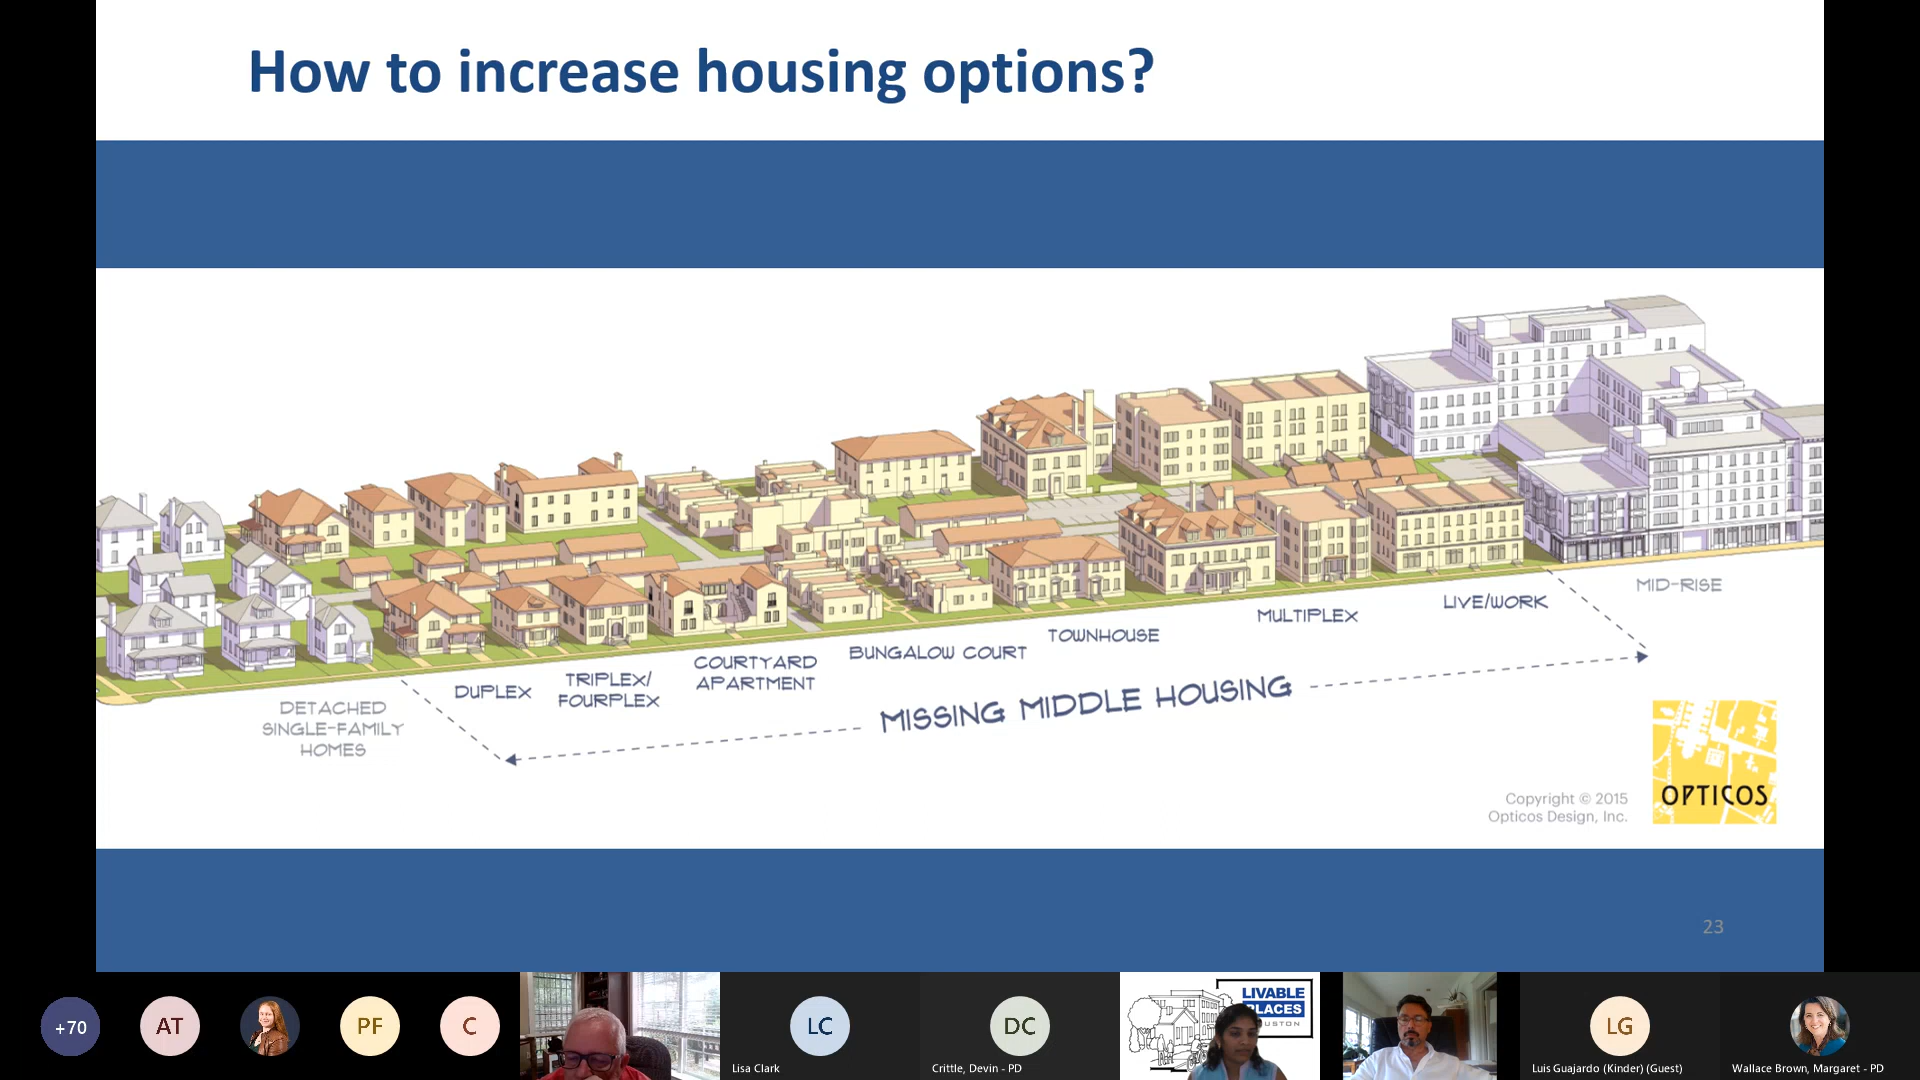 How to increase housing options?
DETACHED
SINGLE-FAMILY
HOMES
DUPLEX
TRIPLEX/
FOURPLEX
COURTYARD
APARTMENT
BUNGALOW COURT
TOWNHOUSE
MULTIPLEX
LIVE/WORK
MID-RISE
MISSING MIDDLE HOUSING
Copyright © 2015
Opticos Design, Inc.
OPTICOS
23
+70
AT
PF
C
LC
Lisa Clark
DC
Crittle, Devin - PD
LIVABLE
PLACES
LG
Luis Guajardo (Kinder) (Guest)
Wallace Brown, Margaret - PD